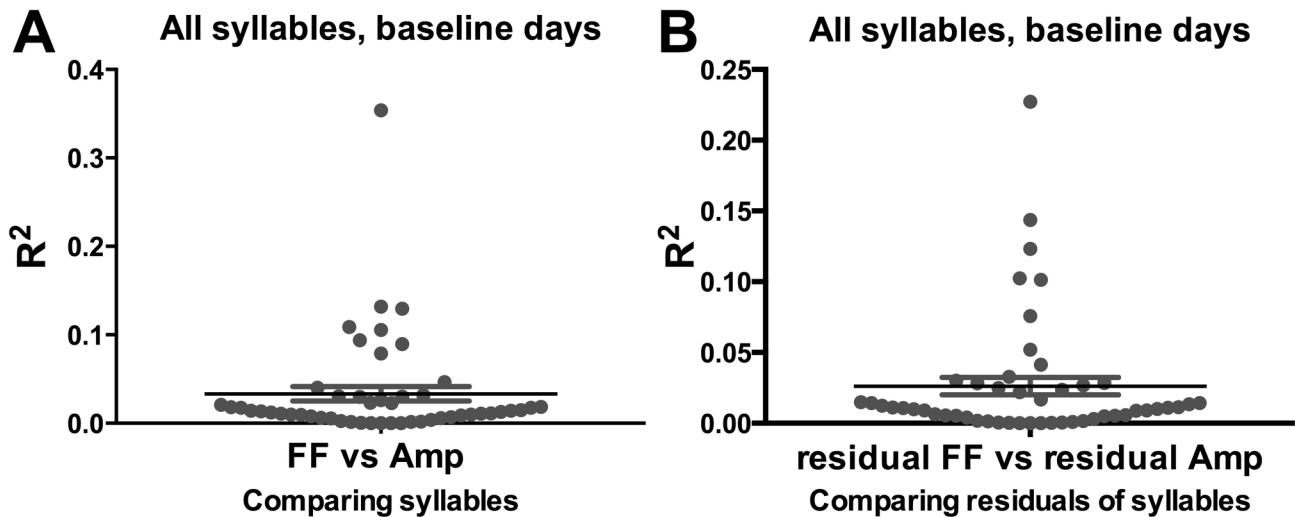 A
All syllables, baseline days
0.4
0.3
0.2
0.1
0.0
R²
FF vs Amp
Comparing syllables
B
All syllables, baseline days
0.25
0.20
0.15
0.10
0.05
0.00
R²
residual FF vs residual Amp
Comparing residuals of syllables